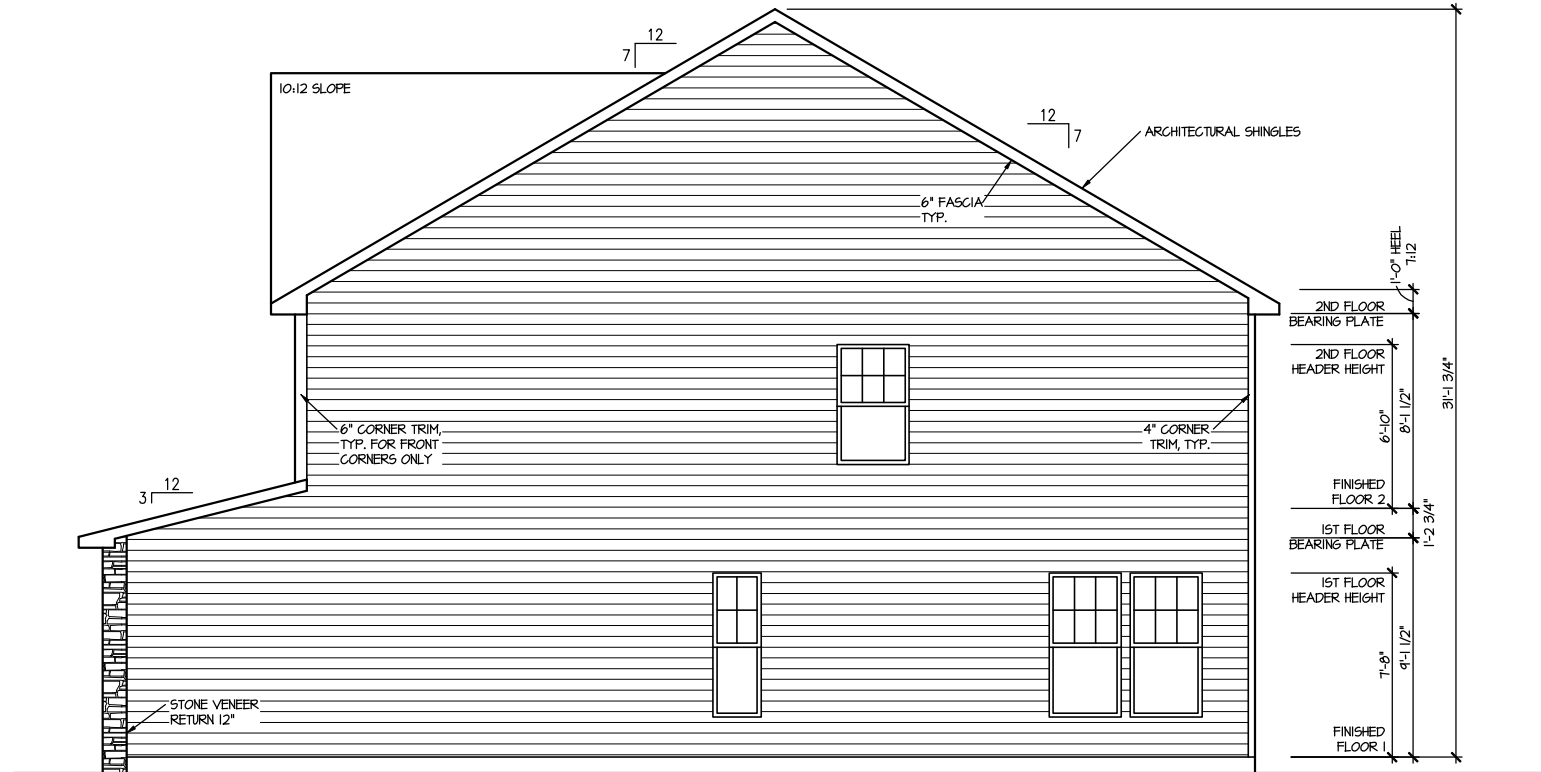 12
7
10:12 SLOPE
12
7
ARCHITECTURAL SHINGLES
6" FASCIA
TYP.
1'-0" HEEL
7:12
2ND FLOOR
BEARING PLATE
2ND FLOOR
HEADER HEIGHT
6'-10"
8'-1 1/2"
31'-1 3/4"
6" CORNER TRIM,
TYP. FOR FRONT
CORNERS ONLY
4" CORNER
TRIM, TYP.
12
3
FINISHED
FLOOR 2
1'-2 3/4"
1ST FLOOR
BEARING PLATE
1ST FLOOR
HEADER HEIGHT
7'-8"
9'-1 1/2"
STONE VENEER
RETURN 12"
FINISHED
FLOOR 1